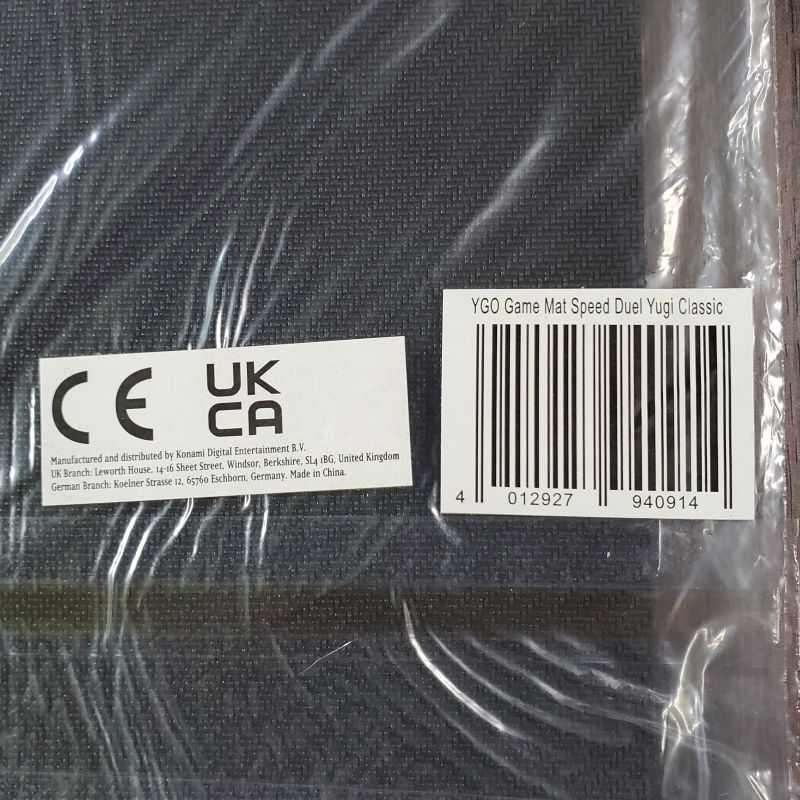 CE
UK
CA
Manufactured and distributed by Konami Digital Entertainment B.V.
UK Branch: Leworth House, 14-16 Sheet Street, Windsor, Berkshire, SL4 1BG, United Kingdom
German Branch: Koelner Strasse 12, 65760 Eschborn, Germany. Made in China.
YGO Game Mat Speed Duel Yugi Classic
4 012927 940914